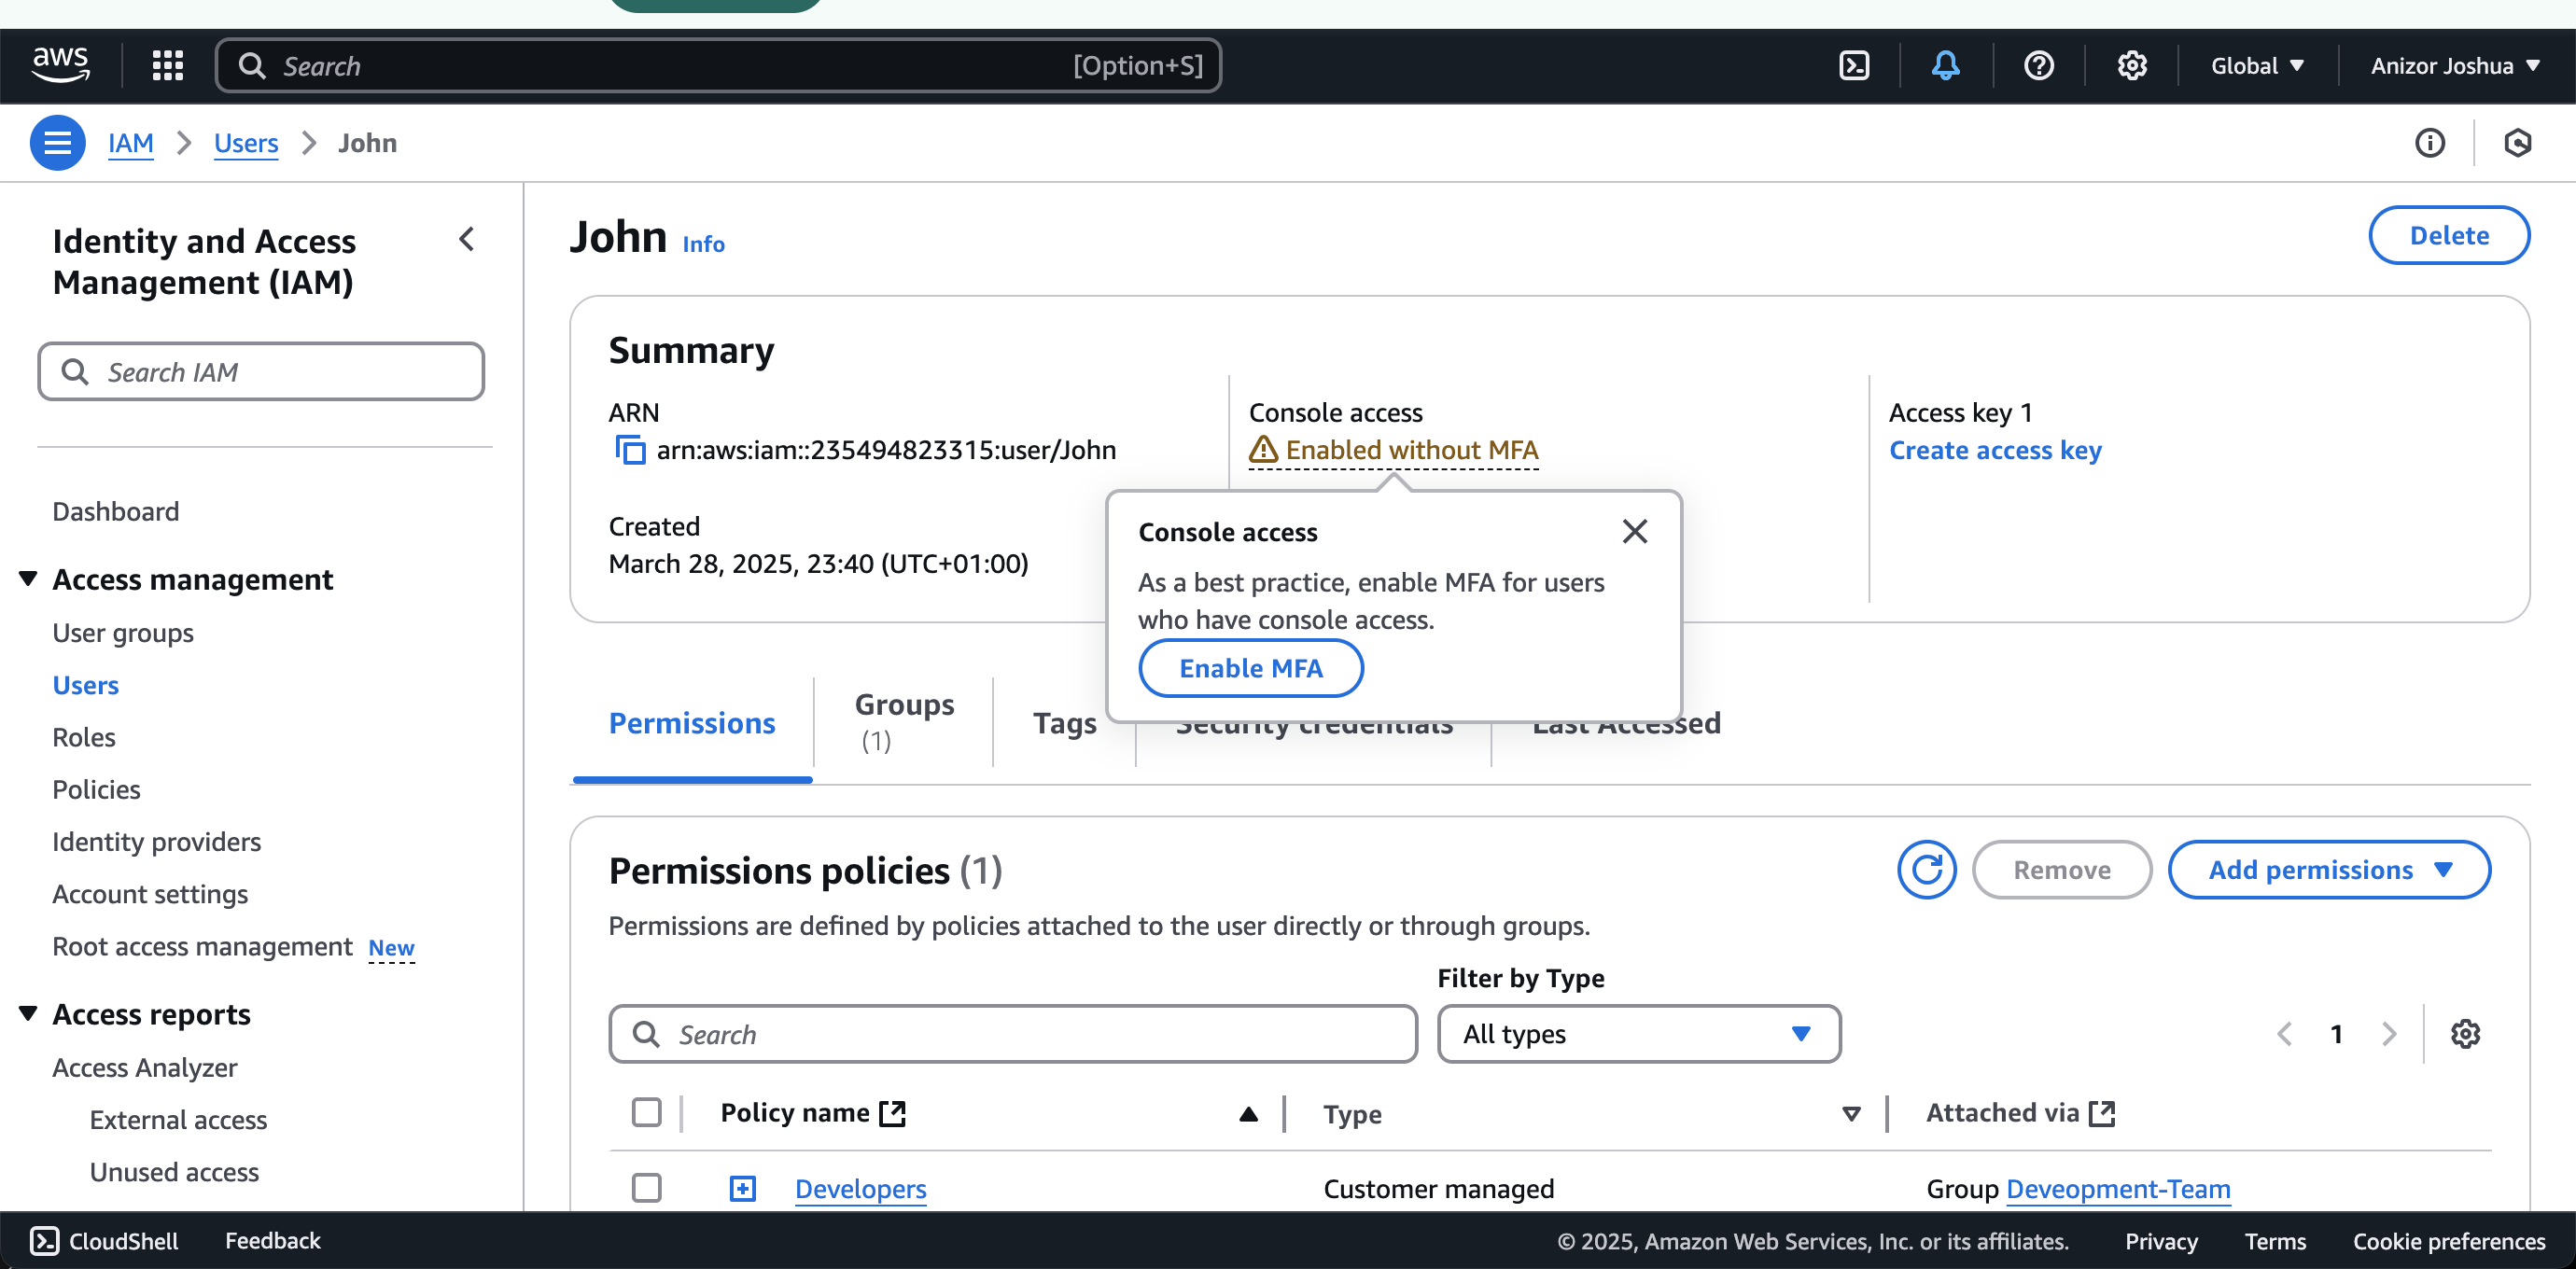 aws
Search
[Option+S]
Global
Anizor Joshua
IAM
Users
John
Identity and Access
Management (IAM)
Search IAM
Dashboard
Access management
User groups
Users
Roles
Policies
Identity providers
Account settings
Root access management New
Access reports
Access Analyzer
External access
Unused access
John Info
Delete
Summary
ARN
arn:aws:iam::235494823315:user/John
Created
March 28, 2025, 23:40 (UTC+01:00)
Console access
Enabled without MFA
Access key 1
Create access key
Console access
As a best practice, enable MFA for users
who have console access.
Enable MFA
Permissions
Groups
(1)
Tags
Security credentials
Last Accessed
Permissions policies (1)
Remove
Add permissions
Permissions are defined by policies attached to the user directly or through groups.
Filter by Type
Search
All types
1
Policy name
Type
Attached via
Developers
Customer managed
Group Deveopment-Team
CloudShell
Feedback
© 2025, Amazon Web Services, Inc. or its affiliates.
Privacy
Terms
Cookie preferences